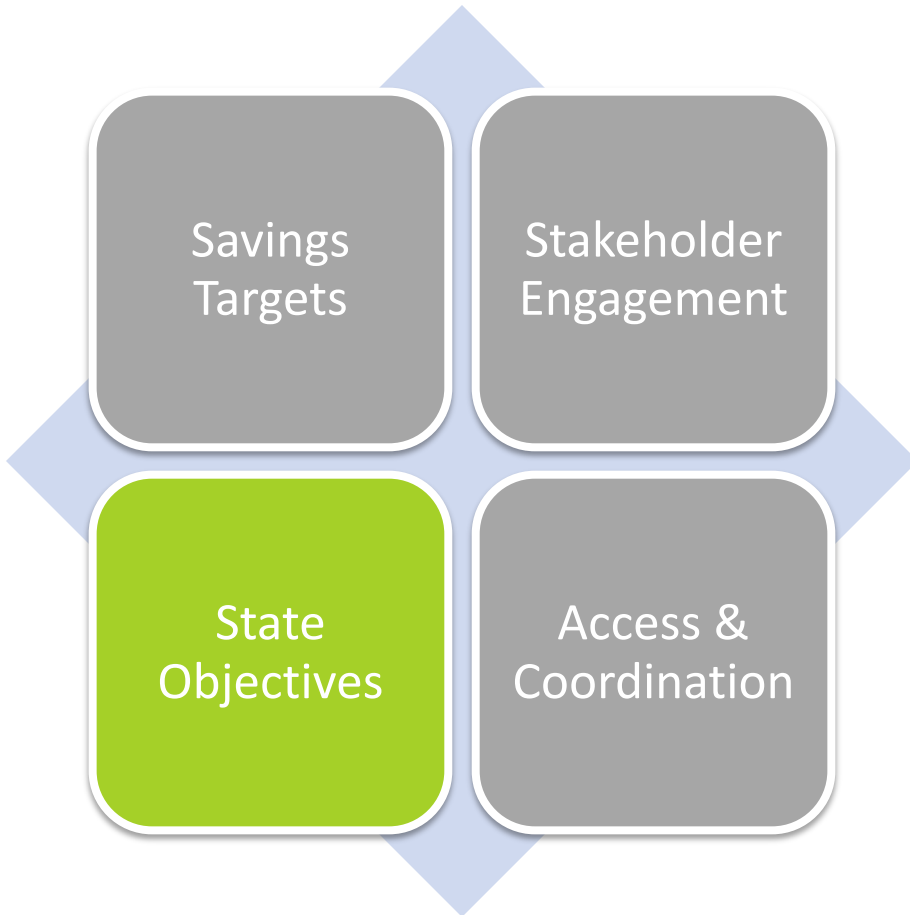 Savings
Targets
Stakeholder
Engagement
State
Objectives
Access &
Coordination